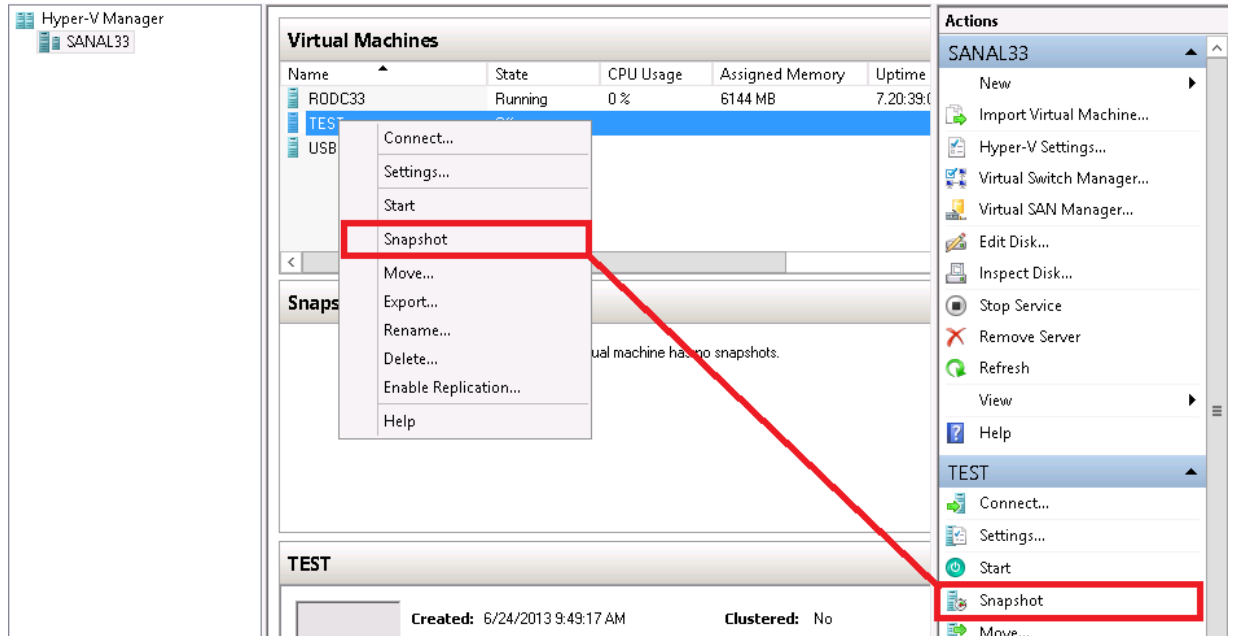 Hyper-V Manager
SANAL33
Virtual Machines
Name State CPU Usage Assigned Memory Uptime
RODC33 Running 0 % 6144 MB 7.20:39:0
TEST
USB
Connect...
Settings...
Start
Snapshot
Move...
Export...
Rename...
Delete...
Enable Replication...
Help
Snaps
ual machine has no snapshots.
TEST
Created: 6/24/2013 9:49:17 AM Clustered: No
Actions
SANAL33
New
Import Virtual Machine...
Hyper-V Settings...
Virtual Switch Manager...
Virtual SAN Manager...
Edit Disk...
Inspect Disk...
Stop Service
Remove Server
Refresh
View
Help
TEST
Connect...
Settings...
Start
Snapshot
Move...